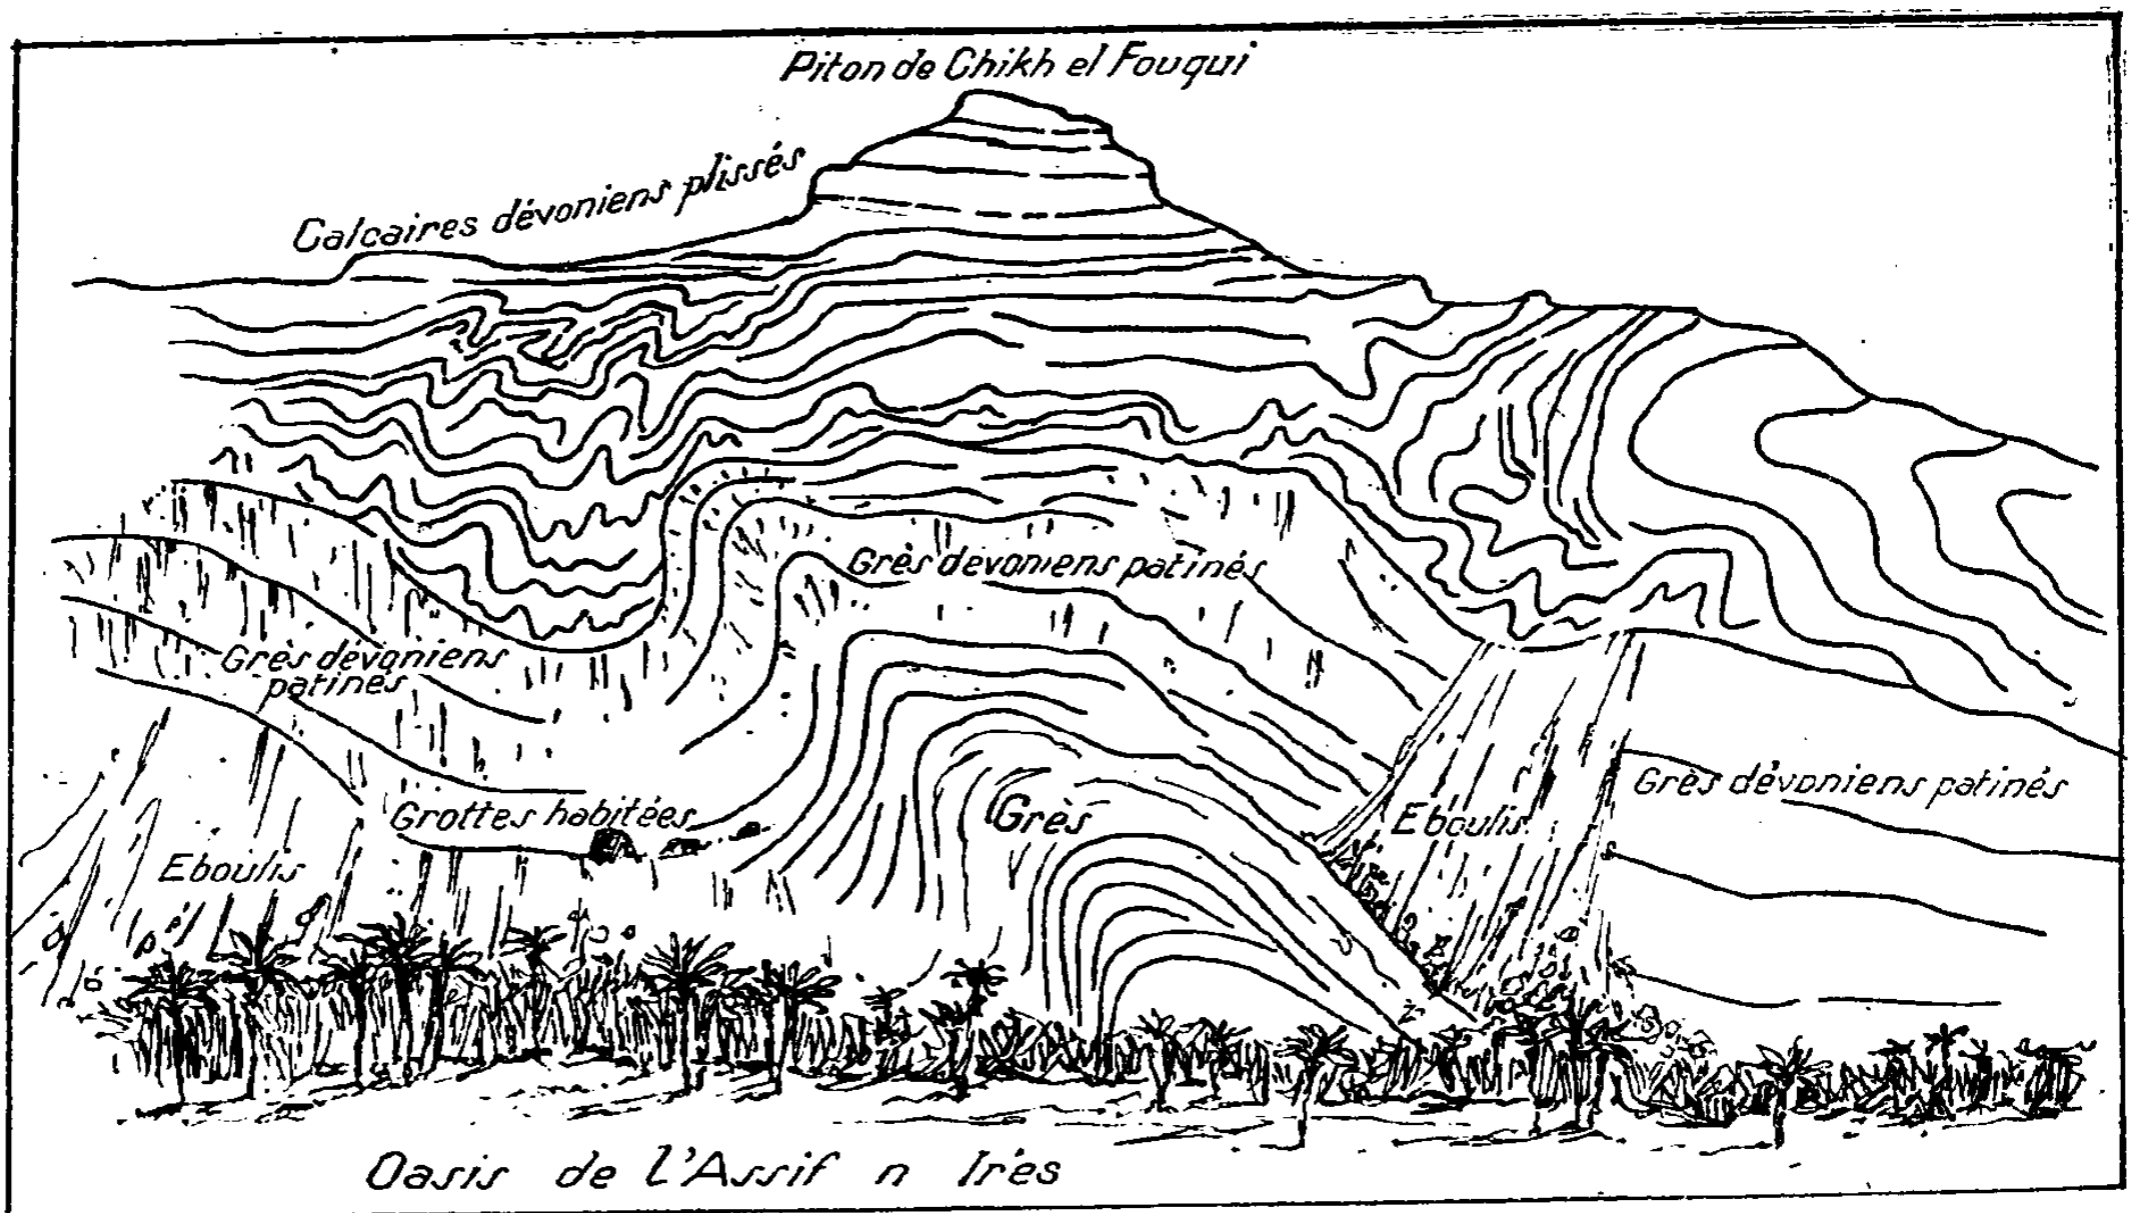 Piton de Chikh el Fouqui
Calcaires dévoniens plissés
Grès dévoniens patinés
Grès dévoniens
patinés
Grès dévoniens patinés
Grottes habitées
Grès
Eboulis
Eboulis
Oasis de l'Assif n Irès